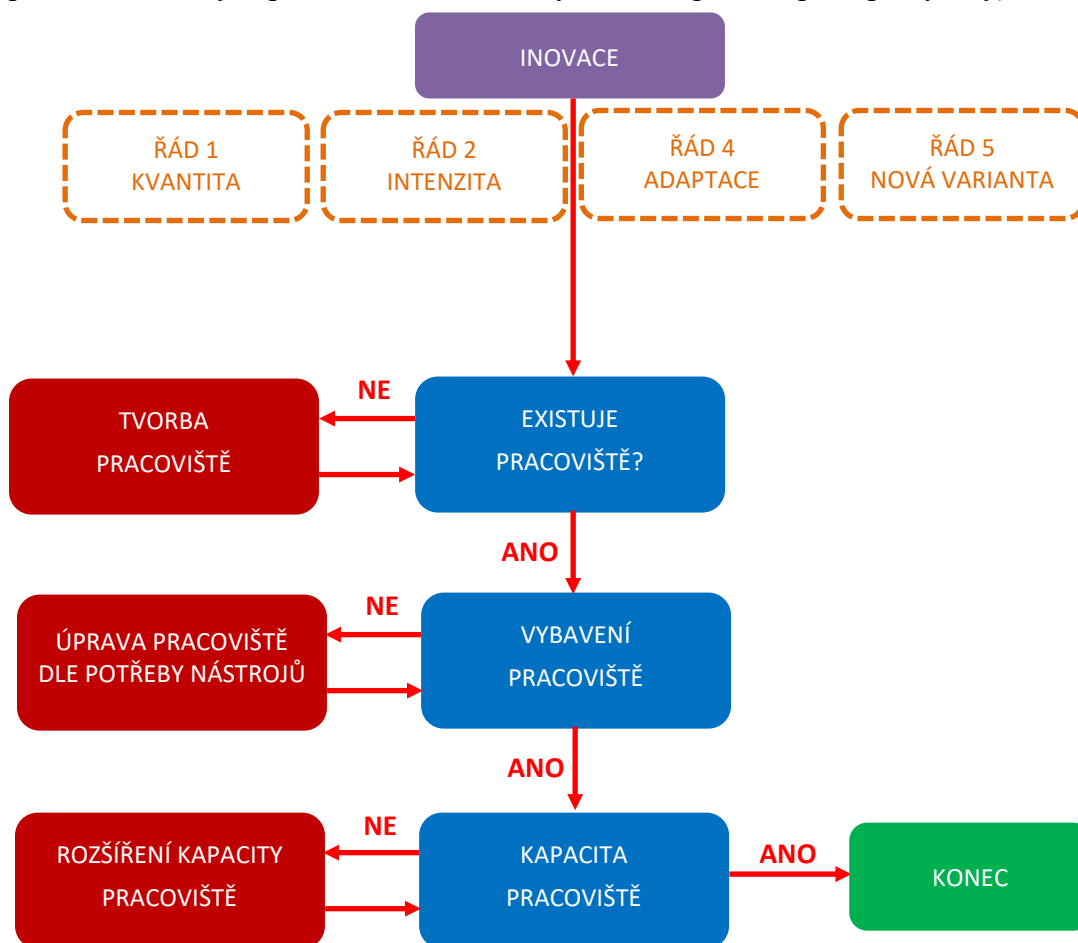 INOVACE
ŘÁD 1
KVANTITA
ŘÁD 2
INTENZITA
ŘÁD 4
ADAPTACE
ŘÁD 5
NOVÁ VARIANTA
NE
TVORBA
PRACOVIŠTĚ
EXISTUJE
PRACOVIŠTĚ?
ANO
NE
ÚPRAVA PRACOVIŠTĚ
DLE POTŘEBY NÁSTROJŮ
VYBAVENÍ
PRACOVIŠTĚ
ANO
NE
ROZŠÍŘENÍ KAPACITY
PRACOVIŠTĚ
KAPACITA
PRACOVIŠTĚ
ANO
KONEC